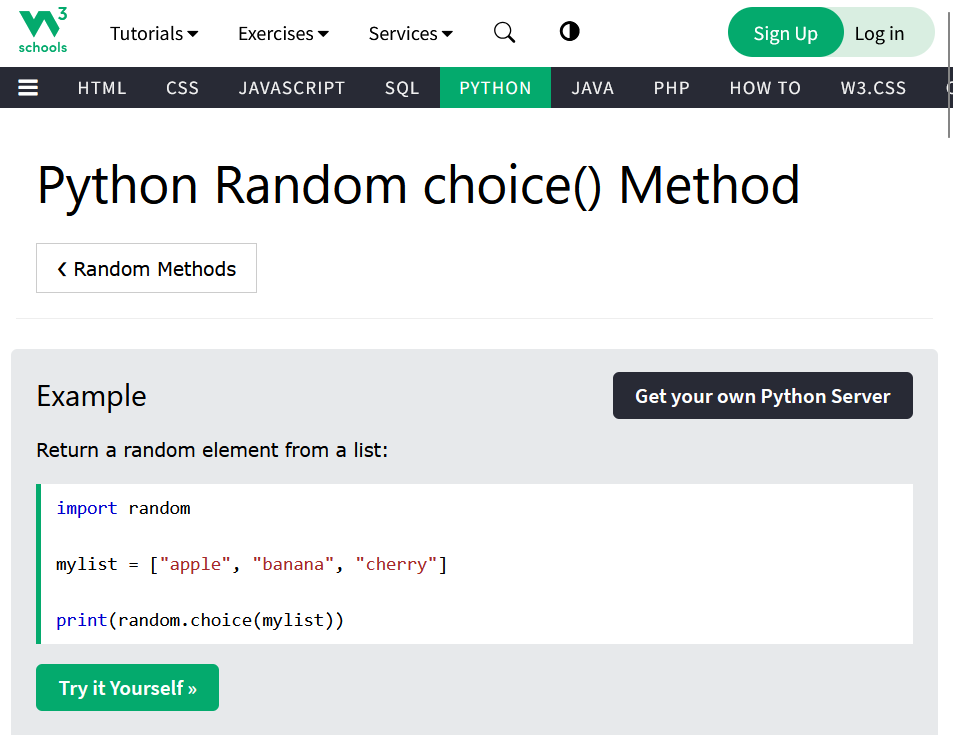 3
schools
Tutorials Exercises Services Sign Up Log in
HTML CSS JAVASCRIPT SQL PYTHON JAVA PHP HOW TO W3.CSS
Python Random choice() Method
❮ Random Methods
Example
Get your own Python Server
Return a random element from a list:
import random
mylist = ["apple", "banana", "cherry"]
print(random.choice(mylist))
Try it Yourself »